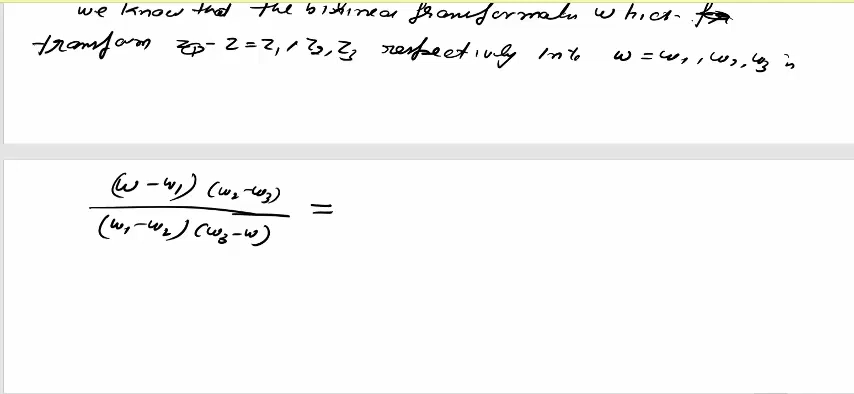 we know that the bilinear transformatn which
transform z = z₁, z₂, z₃ respectively into w = w₁, w₂, w₃ is
(w - w₁) (w₂ - w₃)
(w₁ - w₂) (w₃ - w) =